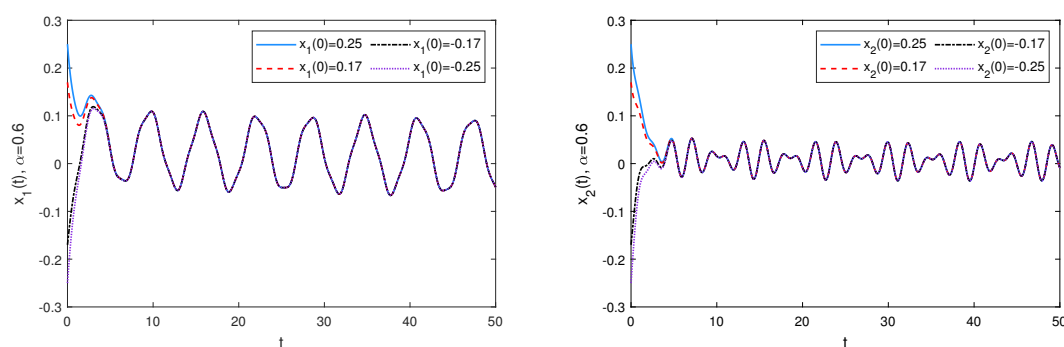 0.3
0.2
0.1
0
-0.1
-0.2
-0.3
x₁(t), α=0.6
x₁(0)=0.25
x₁(0)=-0.17
x₁(0)=0.17
x₁(0)=-0.25
0 10 20 30 40 50
t
0.3
0.2
0.1
0
-0.1
-0.2
-0.3
x₂(t), α=0.6
x₂(0)=0.25
x₂(0)=-0.17
x₂(0)=0.17
x₂(0)=-0.25
0 10 20 30 40 50
t